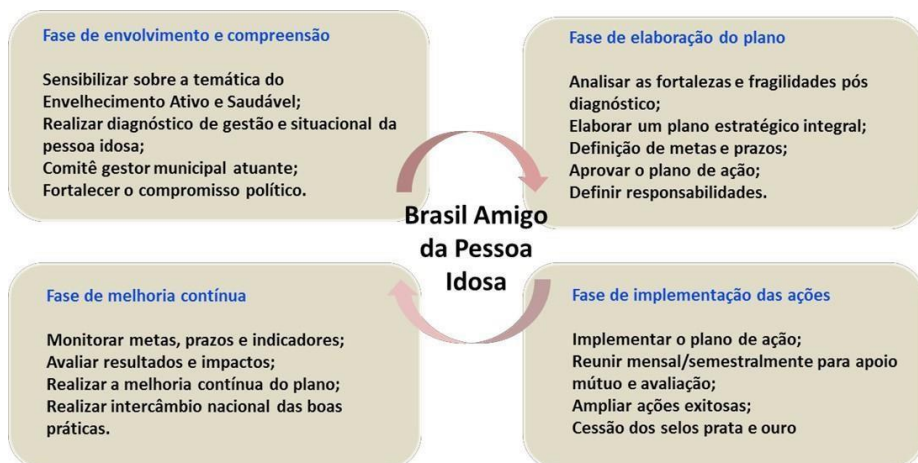 Fase de envolvimento e compreensão
Sensibilizar sobre a temática do
Envelhecimento Ativo e Saudável;
Realizar diagnóstico de gestão e situacional da
pessoa idosa;
Comitê gestor municipal atuante;
Fortalecer o compromisso político.
Fase de elaboração do plano
Analisar as fortalezas e fragilidades pós
diagnóstico;
Elaborar um plano estratégico integral;
Definição de metas e prazos;
Aprovar o plano de ação;
Definir responsabilidades.
Brasil Amigo
da Pessoa
Idosa
Fase de melhoria contínua
Monitorar metas, prazos e indicadores;
Avaliar resultados e impactos;
Realizar a melhoria contínua do plano;
Realizar intercâmbio nacional das boas
práticas.
Fase de implementação das ações
Implementar o plano de ação;
Reunir mensal/semestralmente para apoio
mútuo e avaliação;
Ampliar ações exitosas;
Cessão dos selos prata e ouro